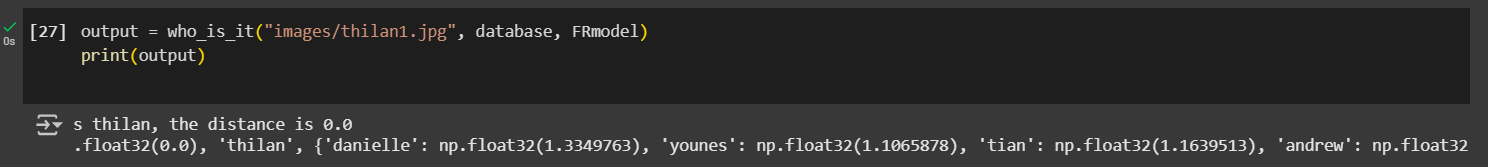 [27] output = who_is_it("images/thilan1.jpg", database, FRmodel)
print(output)
0s
s thilan, the distance is 0.0
.float32(0.0), 'thilan', {'danielle': np.float32(1.3349763), 'younes': np.float32(1.1065878), 'tian': np.float32(1.1639513), 'andrew': np.float32